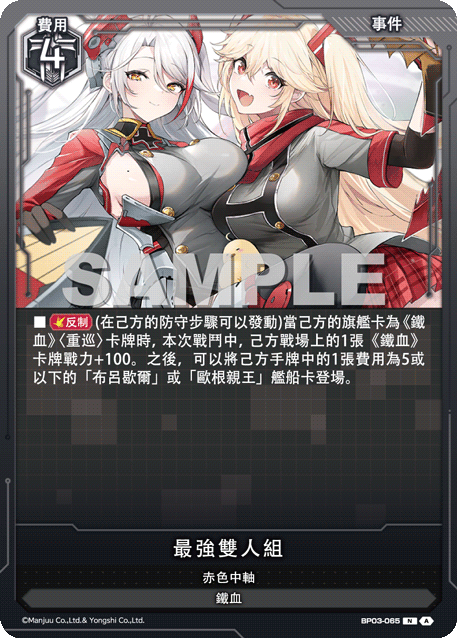 費用
4
事件
SAMPLE
■ 反制 (在己方的防守步驟可以發動)當己方的旗艦卡為《鐵
血》〈重巡〉卡牌時，本次戰鬥中，己方戰場上的1張《鐵血》
卡牌戰力+100。之後，可以將己方手牌中的1張費用為5或
以下的「布呂歇爾」或「歐根親王」艦船卡登場。
最強雙人組
赤色中軸
鐵血
©Manjuu Co.,Ltd.& Yongshi Co.,Ltd.
BP03-065 N A